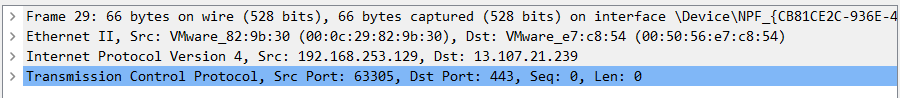 Frame 29: 66 bytes on wire (528 bits), 66 bytes captured (528 bits) on interface \Device\NPF_{CB81CE2C-936E-4
Ethernet II, Src: VMware_82:9b:30 (00:0c:29:82:9b:30), Dst: VMware_e7:c8:54 (00:50:56:e7:c8:54)
Internet Protocol Version 4, Src: 192.168.253.129, Dst: 13.107.21.239
Transmission Control Protocol, Src Port: 63305, Dst Port: 443, Seq: 0, Len: 0